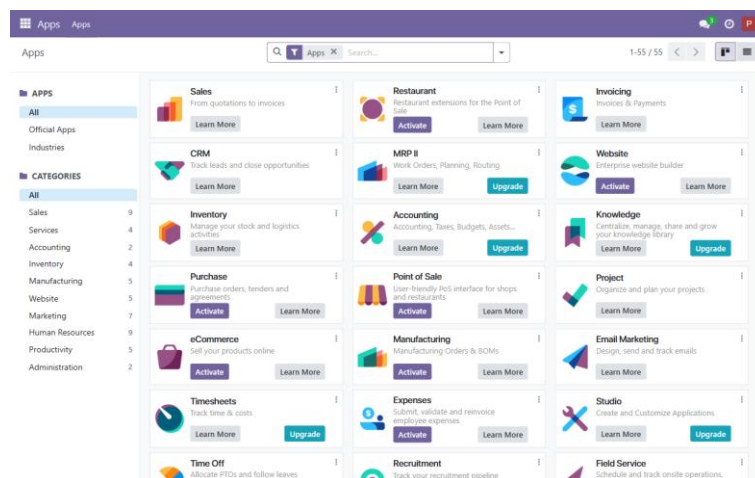 Apps Apps
5
P
Apps
Apps × Search...
1-55 / 55
APPS
All
Official Apps
Industries
CATEGORIES
All
Sales 9
Services 4
Accounting 2
Inventory 4
Manufacturing 5
Website 5
Marketing 7
Human Resources 9
Productivity 5
Administration 2
Sales
From quotations to invoices
Learn More
Restaurant
Restaurant extensions for the Point of
Sale
Activate Learn More
Invoicing
Invoices & Payments
Learn More
CRM
Track leads and close opportunities
Learn More
MRP II
Work Orders, Planning, Routing
Learn More Upgrade
Website
Enterprise website builder
Activate Learn More
Inventory
Manage your stock and logistics
activities
Learn More
Accounting
Accounting, Taxes, Budgets, Assets...
Learn More Upgrade
Knowledge
Centralize, manage, share and grow
your knowledge library
Learn More Upgrade
Purchase
Purchase orders, tenders and
agreements
Activate Learn More
Point of Sale
User-friendly PoS interface for shops
and restaurants
Activate Learn More
Project
Organize and plan your projects
Learn More
eCommerce
Sell your products online
Activate Learn More
Manufacturing
Manufacturing Orders & BOMs
Activate Learn More
Email Marketing
Design, send and track emails
Learn More
Timesheets
Track time & costs
Learn More Upgrade
Expenses
Submit, validate and reinvoice
employee expenses
Activate Learn More
Studio
Create and Customize Applications
Learn More Upgrade
Time Off
Allocate PTOs and follow leaves
Recruitment
Track your recruitment pipeline
Field Service
Schedule and track onsite operations,